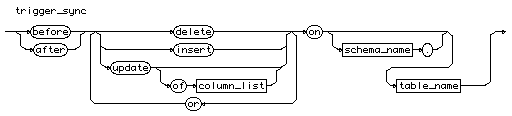 trigger_sync
before delete on
after insert schema_name .
update
of column_list table_name
or